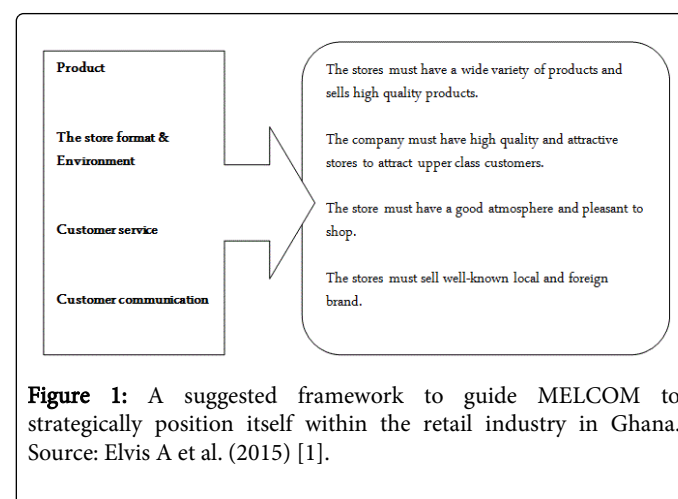 Product
The stores must have a wide variety of products and
sells high quality products.
The store format &
Environment
The company must have high quality and attractive
stores to attract upper class customers.
The store must have a good atmosphere and pleasant to
shop.
Customer service
The stores must sell well-known local and foreign
brand.
Customer communication
Figure 1: A suggested framework to guide MELCOM to
strategically position itself within the retail industry in Ghana.
Source: Elvis A et al. (2015) [1].